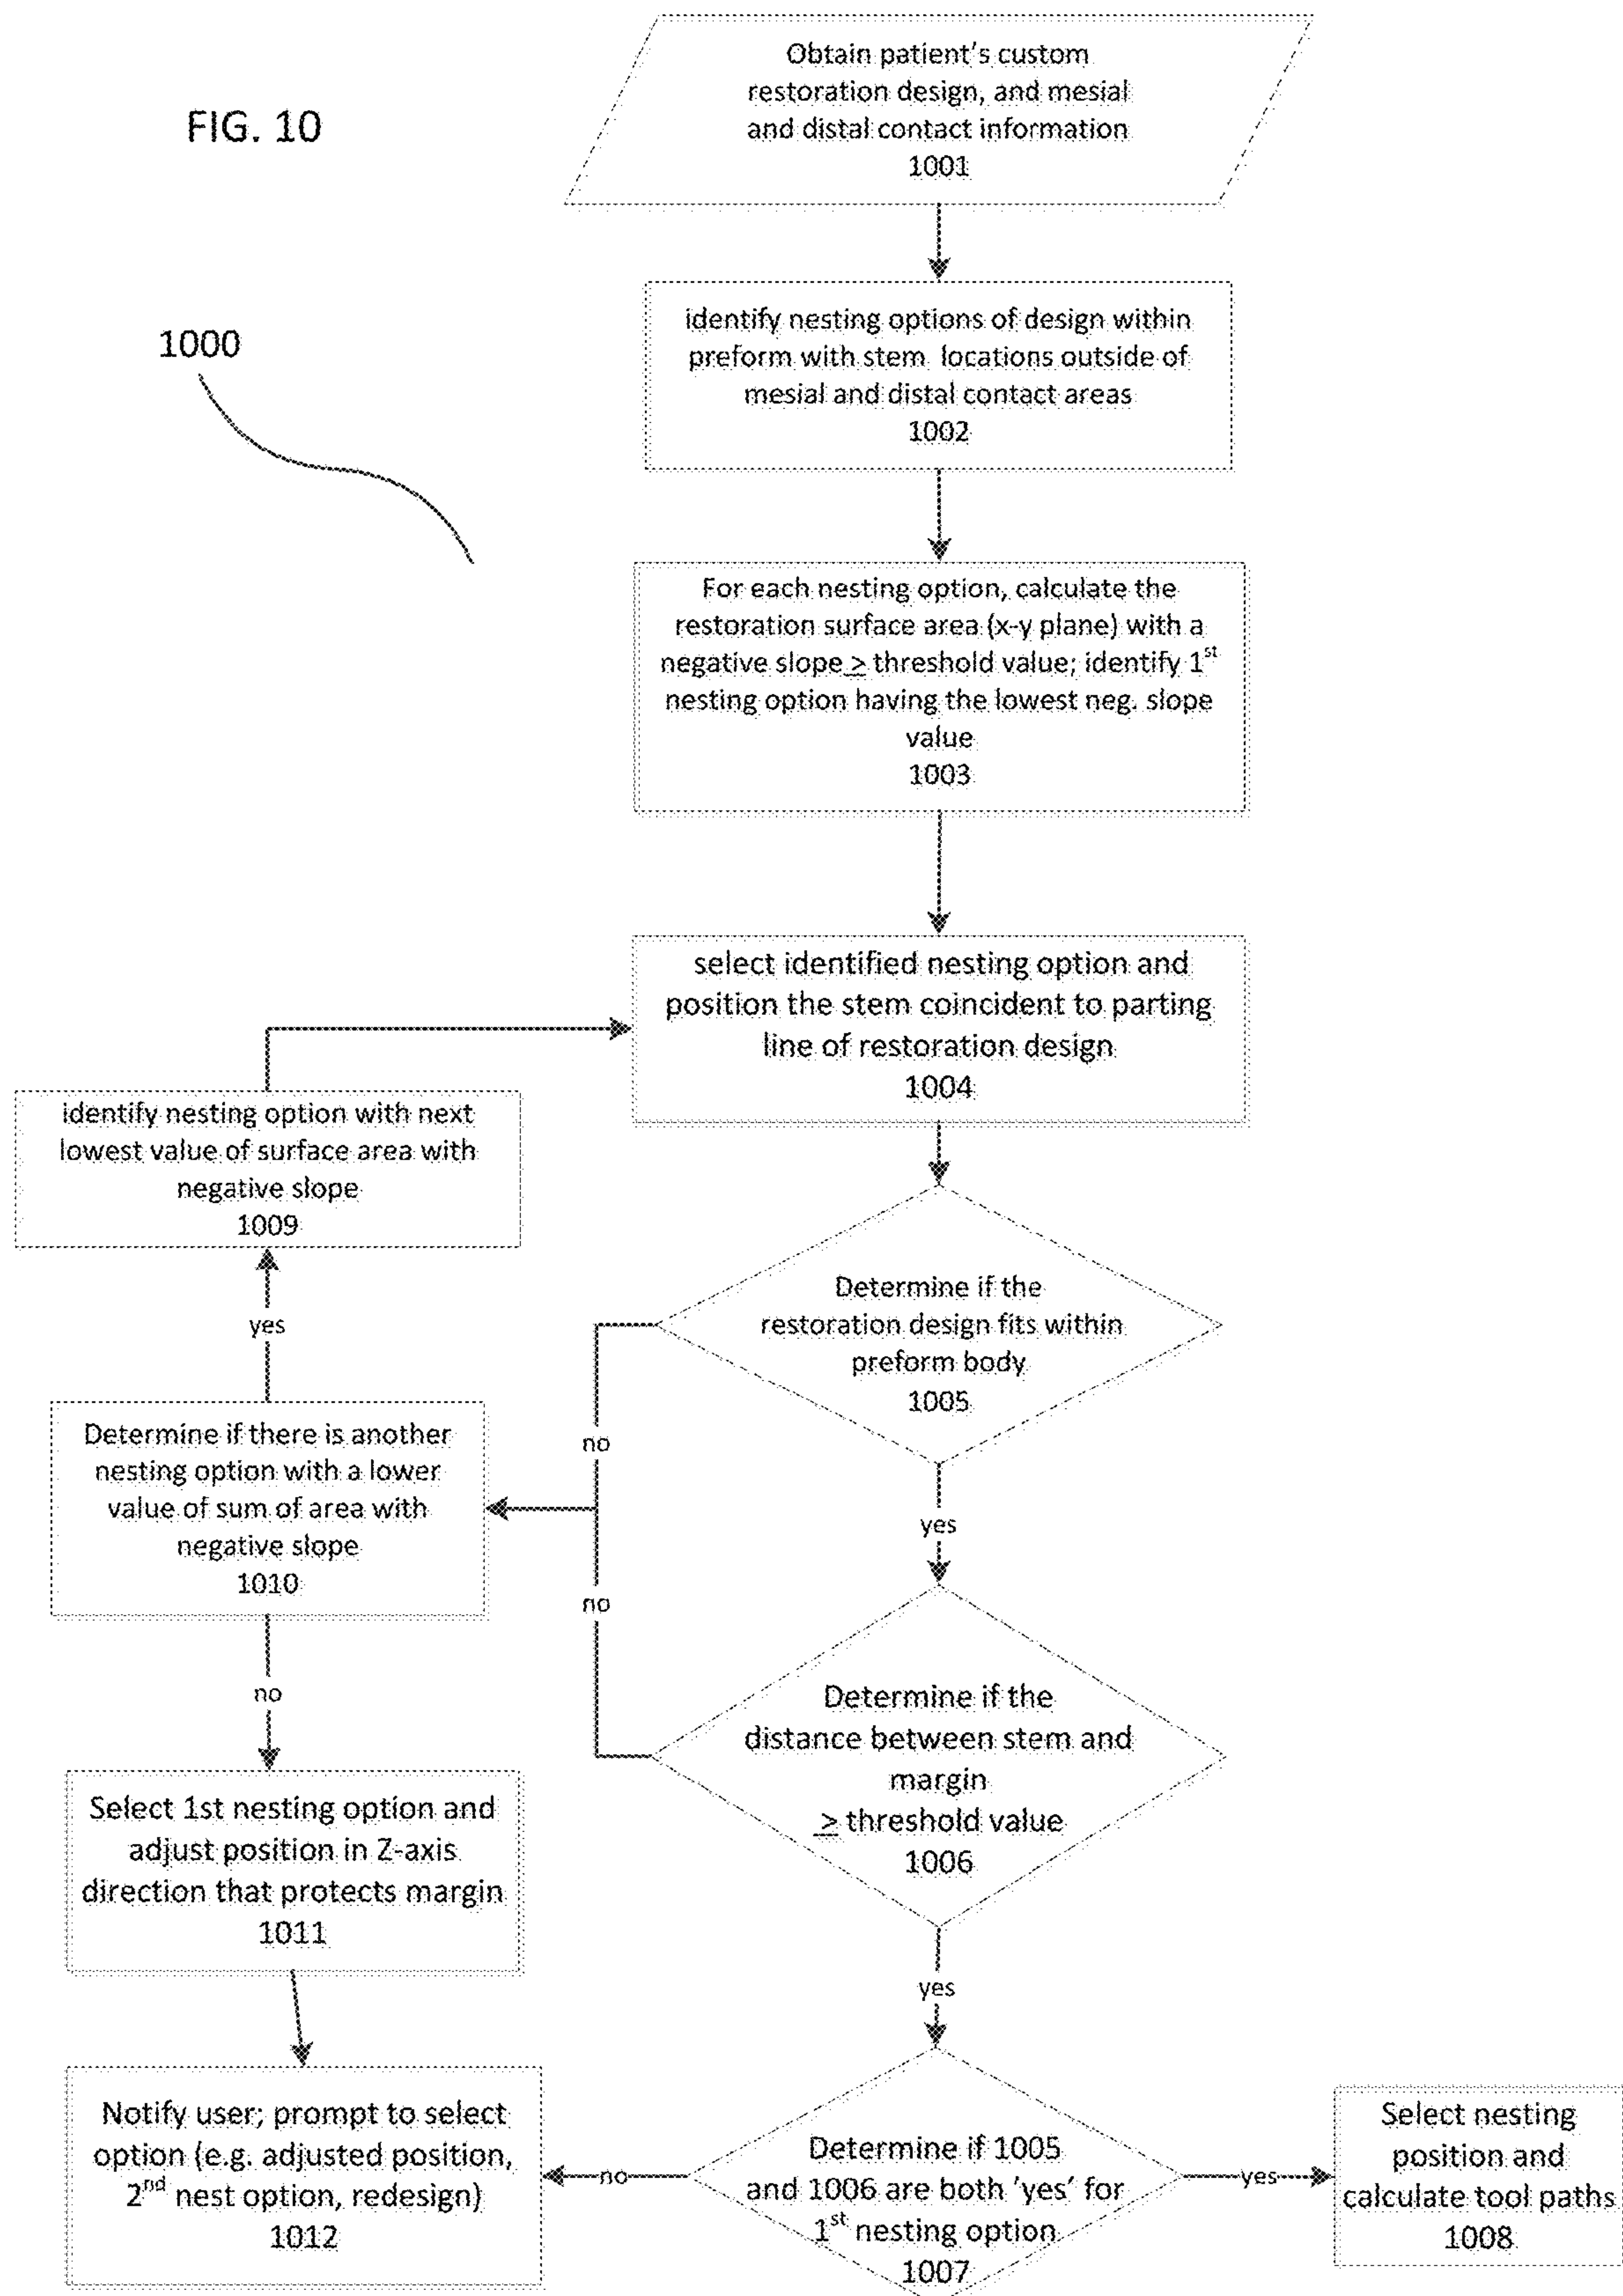 FIG. 10
Obtain patient's custom
restoration design, and mesial
and distal contact information
1001
1000
identify nesting options of design within
preform with stem locations outside of
mesial and distal contact areas
1002
For each nesting option, calculate the
restoration surface area (x-y plane) with a
negative slope ≥ threshold value; identify 1st
nesting option having the lowest neg. slope
value
1003
select identified nesting option and
position the stem coincident to parting
line of restoration design
1004
identify nesting option with next
lowest value of surface area with
negative slope
1009
yes
Determine if the
restoration design fits within
preform body
1005
no
yes
Determine if there is another
nesting option with a lower
value of sum of area with
negative slope
1010
no
no
Determine if the
distance between stem and
margin
≥ threshold value
1006
yes
Select 1st nesting option and
adjust position in Z-axis
direction that protects margin
1011
Notify user; prompt to select
option (e.g. adjusted position,
2nd nest option, redesign)
1012
no
Determine if 1005
and 1006 are both 'yes' for
1st nesting option
1007
yes
Select nesting
position and
calculate tool paths
1008